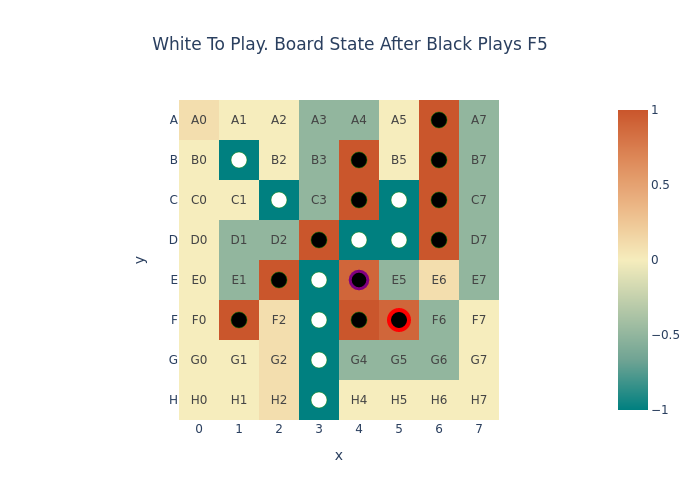 White To Play. Board State After Black Plays F5
A A0 A1 A2 A3 A4 A5 A7
B B0 B2 B3 B5 B7
C C0 C1 C3 C7
D D0 D1 D2 D7
E E0 E1 E5 E6 E7
F F0 F2 F6 F7
G G0 G1 G2 G4 G5 G6 G7
H H0 H1 H2 H4 H5 H6 H7
0 1 2 3 4 5 6 7
x
y
1
0.5
0
−0.5
−1